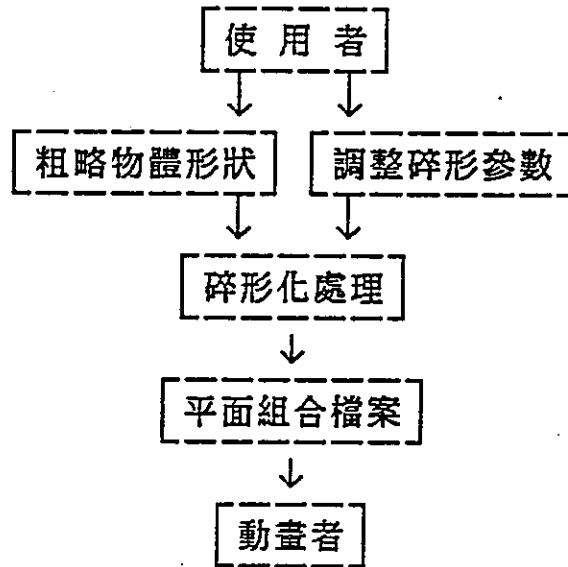 使用者
粗略物體形狀 調整碎形參數
碎形化處理
平面組合檔案
動畫者